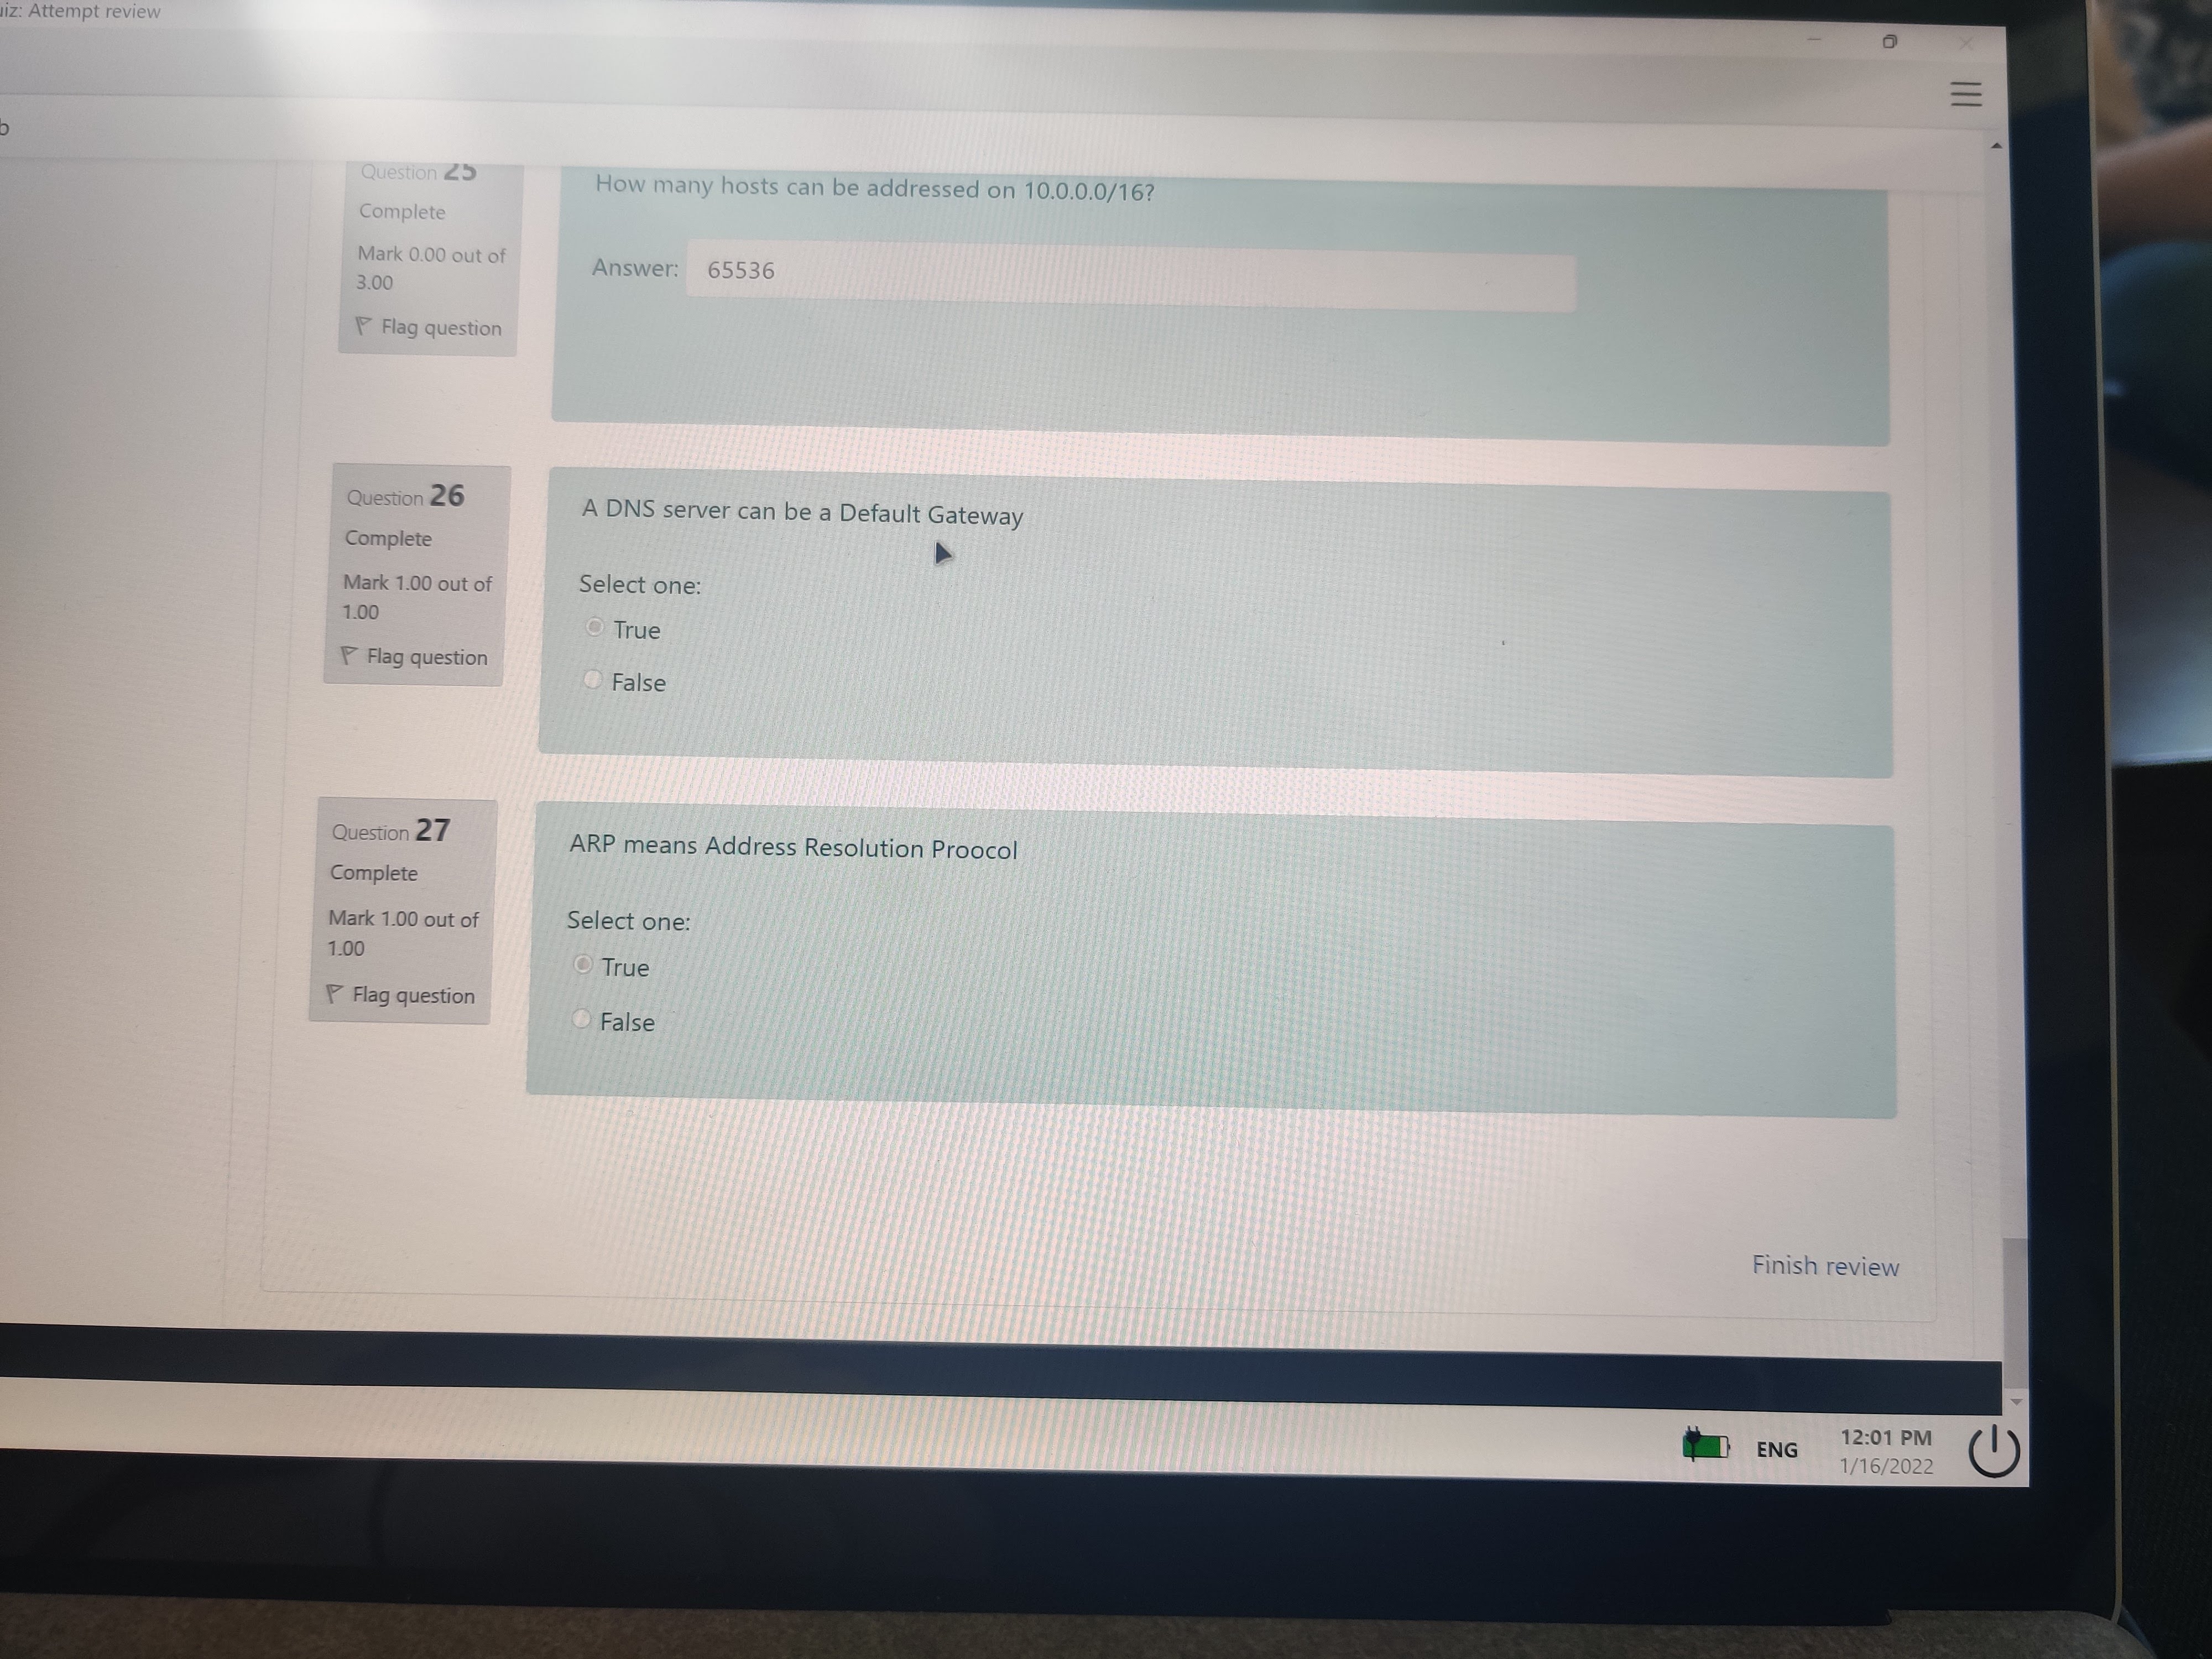 uiz: Attempt review
b
Question 25
Complete
Mark 0.00 out of
3.00
Flag question
How many hosts can be addressed on 10.0.0.0/16?
Answer: 65536
Question 26
Complete
Mark 1.00 out of
1.00
Flag question
A DNS server can be a Default Gateway
Select one:
True
False
Question 27
Complete
Mark 1.00 out of
1.00
Flag question
ARP means Address Resolution Proocol
Select one:
True
False
Finish review
ENG
12:01 PM
1/16/2022